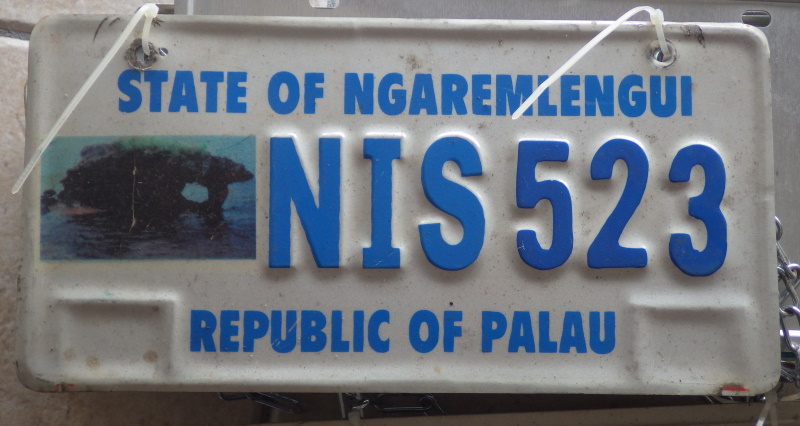 STATE OF NGAREMLENGUI
NIS 523
REPUBLIC OF PALAU